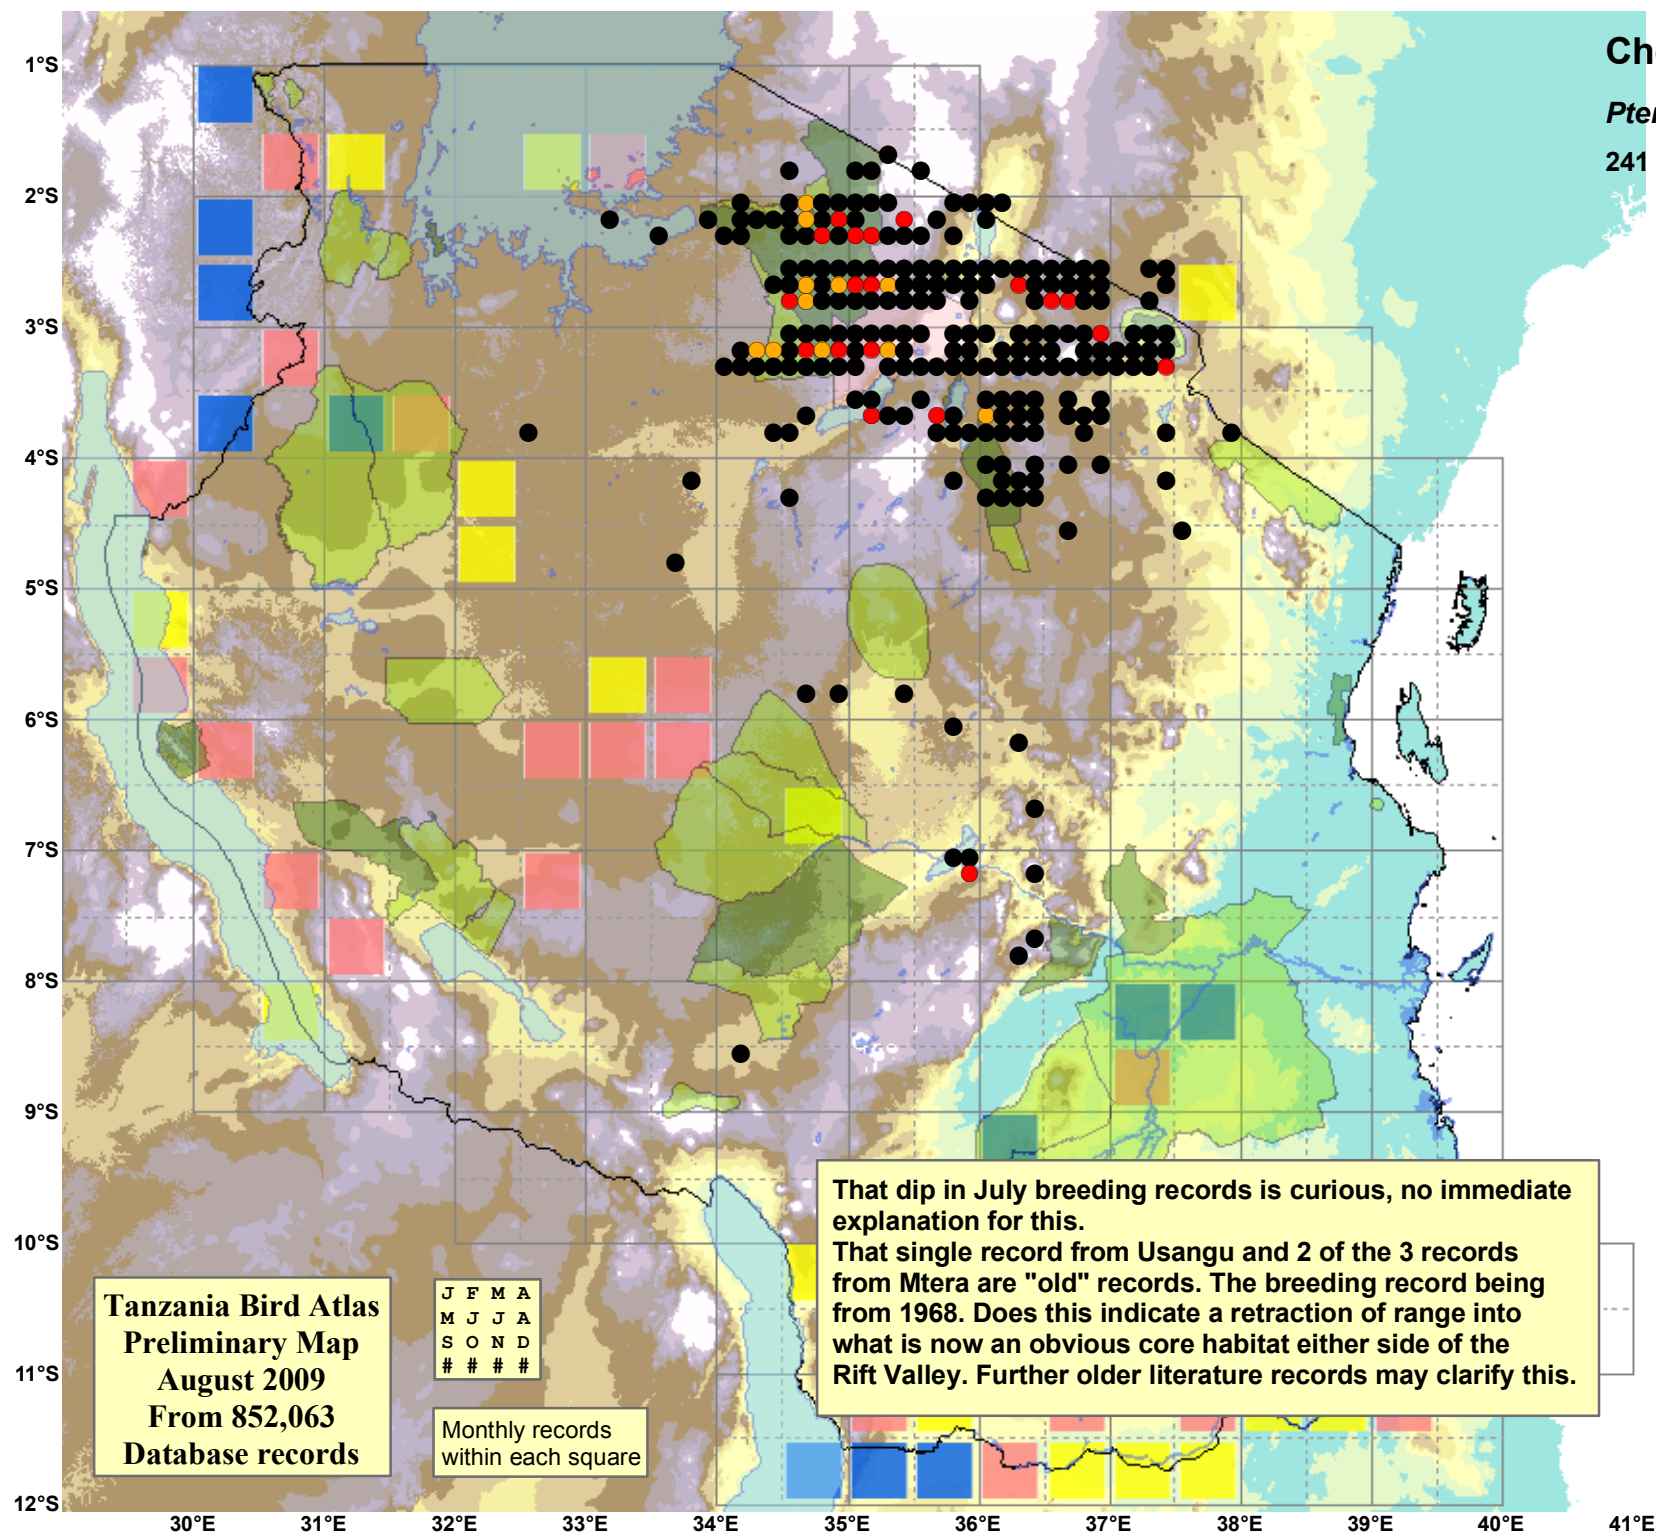 Ch
Pter
241
1°S
2°S
3°S
4°S
5°S
6°S
7°S
8°S
9°S
10°S
11°S
12°S
That dip in July breeding records is curious, no immediate
explanation for this.
That single record from Usangu and 2 of the 3 records
from Mtera are "old" records. The breeding record being
from 1968. Does this indicate a retraction of range into
what is now an obvious core habitat either side of the
Rift Valley. Further older literature records may clarify this.
Tanzania Bird Atlas
Preliminary Map
August 2009
From 852,063
Database records
J F M A
M J J A
S O N D
# # # #
Monthly records
within each square
30°E 31°E 32°E 33°E 34°E 35°E 36°E 37°E 38°E 39°E 40°E 41°E